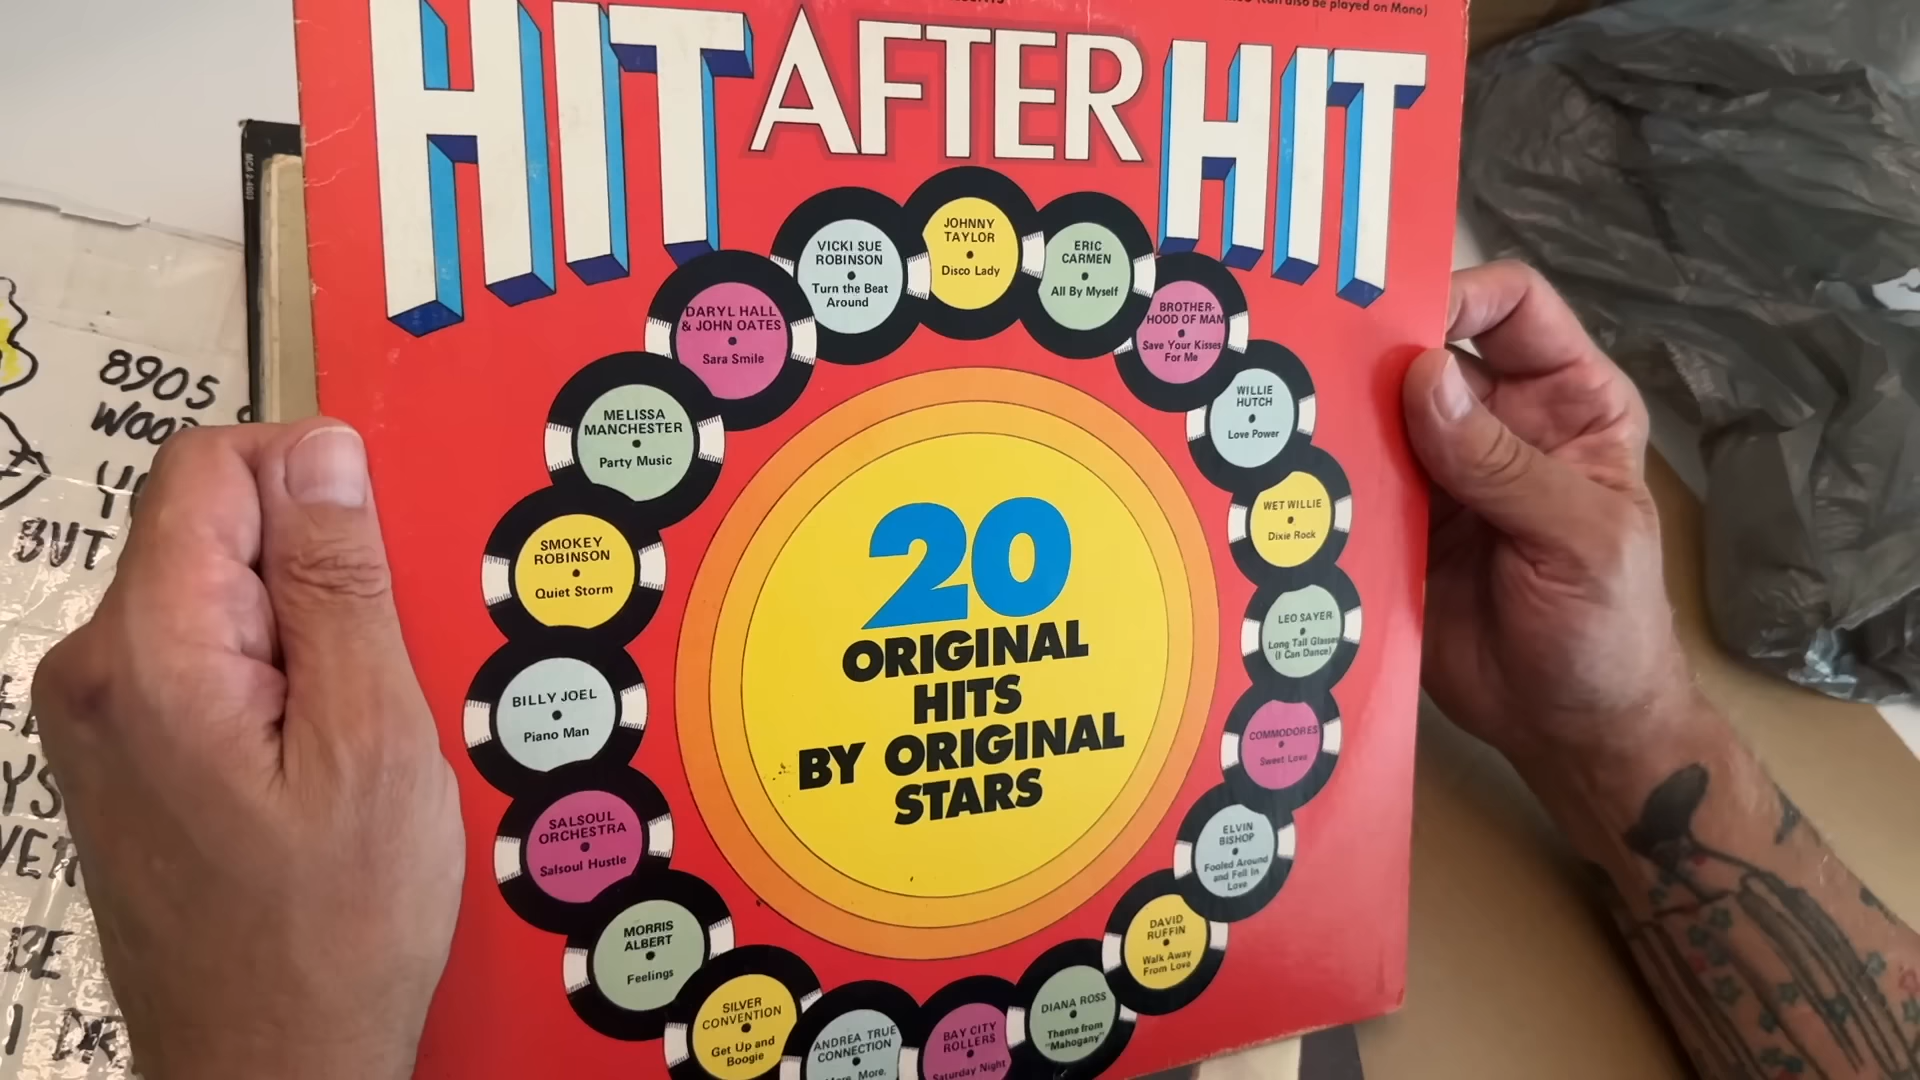 (Can also be played on Mono)
HIT AFTER HIT
VICKI SUE
ROBINSON
Turn the Beat
Around
JOHNNY
TAYLOR
Disco Lady
ERIC
CARMEN
All By Myself
BROTHER-
HOOD OF MAN
Save Your Kisses
For Me
WILLIE
HUTCH
Love Power
WET WILLIE
Dixie Rock
LEO SAYER
Long Tall Glasses
(I Can Dance)
COMMODORES
Sweet Love
ELVIN
BISHOP
Fooled Around
and Fell In
Love
DAVID
RUFFIN
Walk Away
From Love
DIANA ROSS
Theme from
"Mahogany"
BAY CITY
ROLLERS
Saturday Night
ANDREA TRUE
CONNECTION
More, More,
SILVER
CONVENTION
Get Up and
Boogie
MORRIS
ALBERT
Feelings
SALSOUL
ORCHESTRA
Salsoul Hustle
BILLY JOEL
Piano Man
SMOKEY
ROBINSON
Quiet Storm
MELISSA
MANCHESTER
Party Music
DARYL HALL
& JOHN OATES
Sara Smile
20
ORIGINAL
HITS
BY ORIGINAL
STARS
8905
BUT
BE